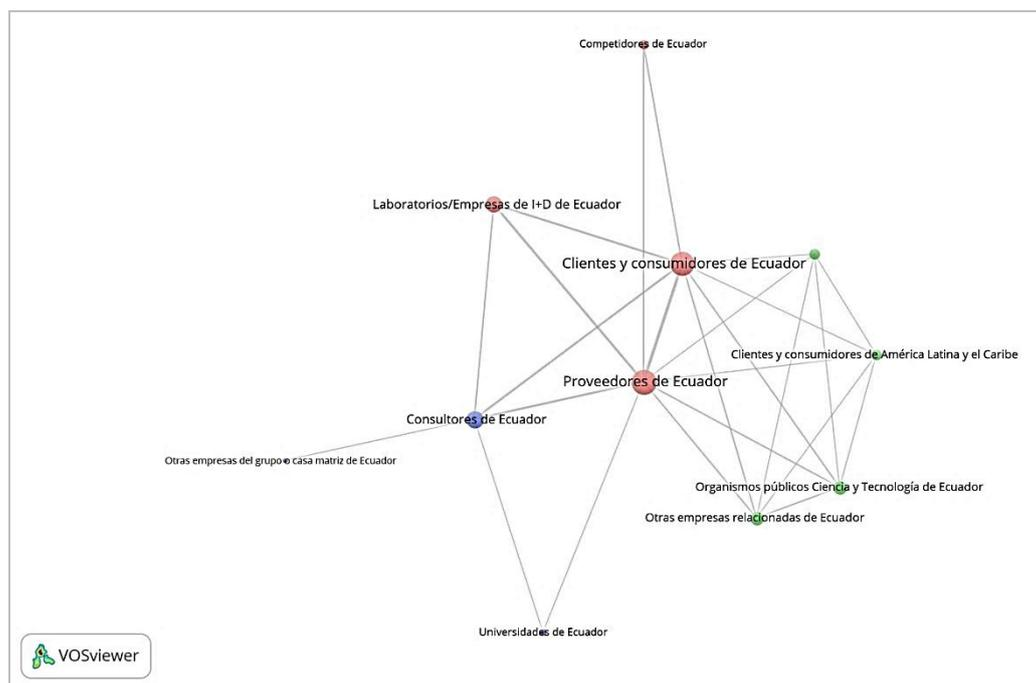 Competidores de Ecuador
Laboratorios/Empresas de I+D de Ecuador
Clientes y consumidores de Ecuador
Clientes y consumidores de América Latina y el Caribe
Proveedores de Ecuador
Consultores de Ecuador
Otras empresas del grupo o casa matriz de Ecuador
Organismos públicos Ciencia y Tecnología de Ecuador
Otras empresas relacionadas de Ecuador
Universidades de Ecuador
VOSviewer